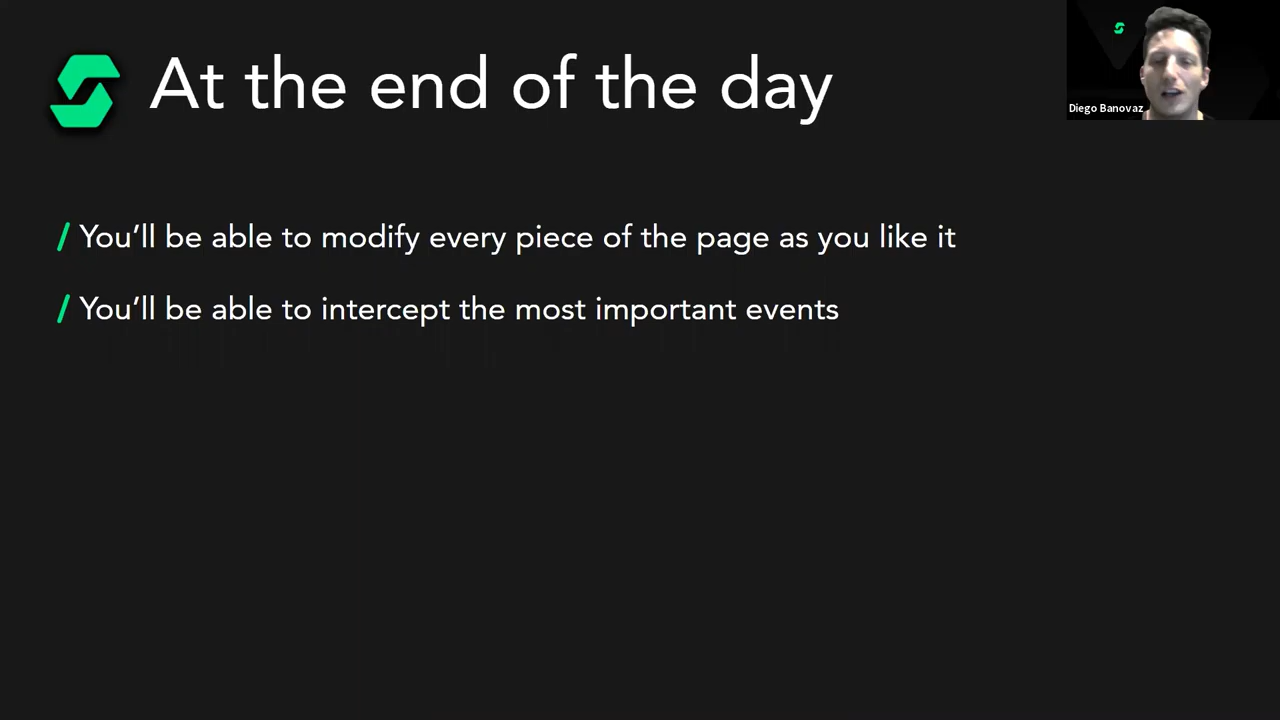 At the end of the day
Diego Banovaz
/ You’ll be able to modify every piece of the page as you like it
/ You’ll be able to intercept the most important events